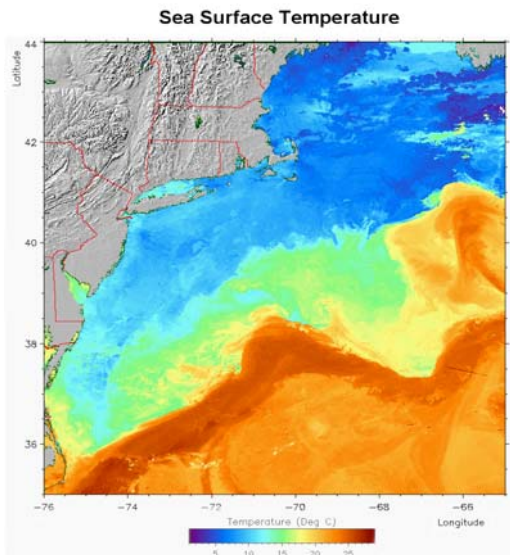 Sea Surface Temperature
44
Latitude
42
40
38
36
−76 −74 −72 −70 −68 −66
Temperature (Deg C) Longitude
5 10 15 20 25